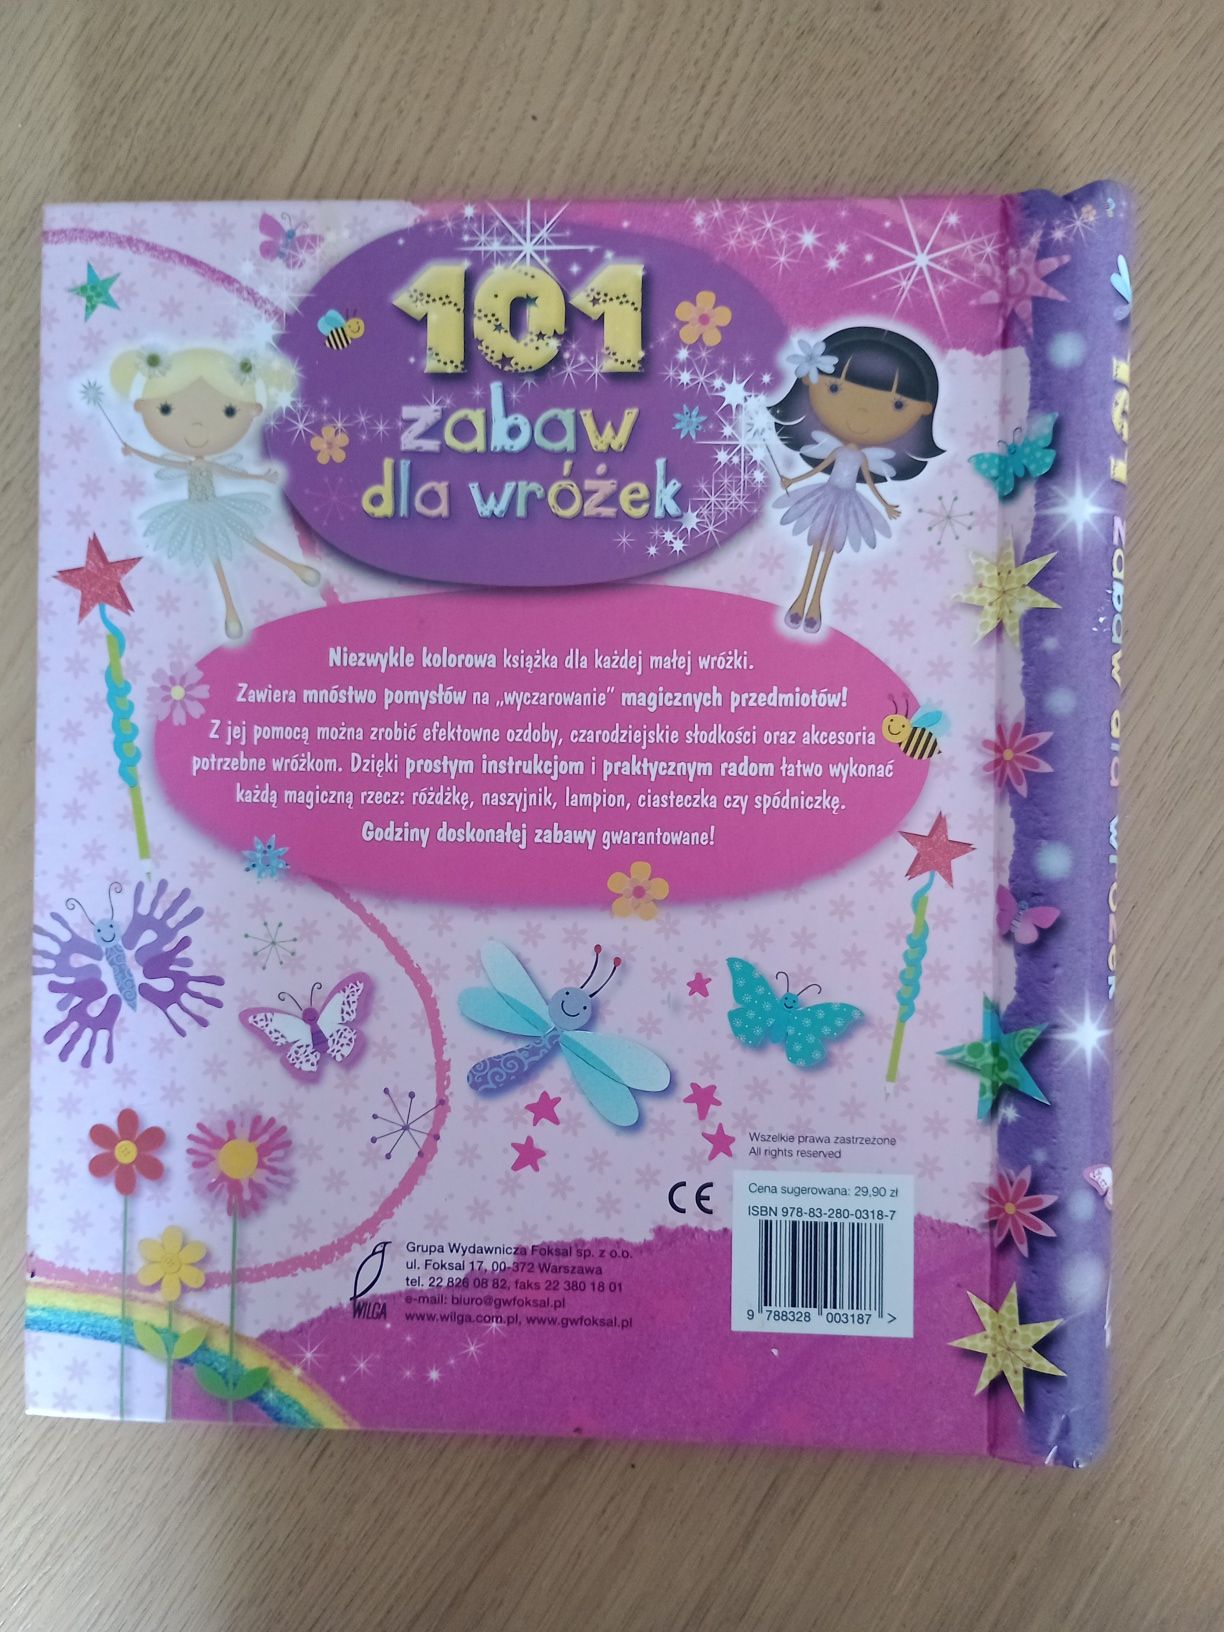 101
zabaw
dla wróżek
Niezwykle kolorowa książka dla każdej małej wróżki.
Zawiera mnóstwo pomysłów na „wyczarowanie” magicznych przedmiotów!
Z jej pomocą można zrobić efektowne ozdoby, czarodziejskie słodkości oraz akcesoria
potrzebne wróżkom. Dzięki prostym instrukcjom i praktycznym radom łatwo wykonać
każdą magiczną rzecz: różdżkę, naszyjnik, lampion, ciasteczka czy spódniczkę.
Godziny doskonałej zabawy gwarantowane!
Wszelkie prawa zastrzeżone
All rights reserved
CE
Cena sugerowana: 29,90 zł
ISBN 978-83-280-0318-7
9 788328 003187 >
WILGA
Grupa Wydawnicza Foksal sp. z o.o.
ul. Foksal 17, 00-372 Warszawa
tel. 22 826 08 82, faks 22 380 18 01
e-mail: biuro@gwfoksal.pl
www.wilga.com.pl, www.gwfoksal.pl
101 zabaw dla wróżek